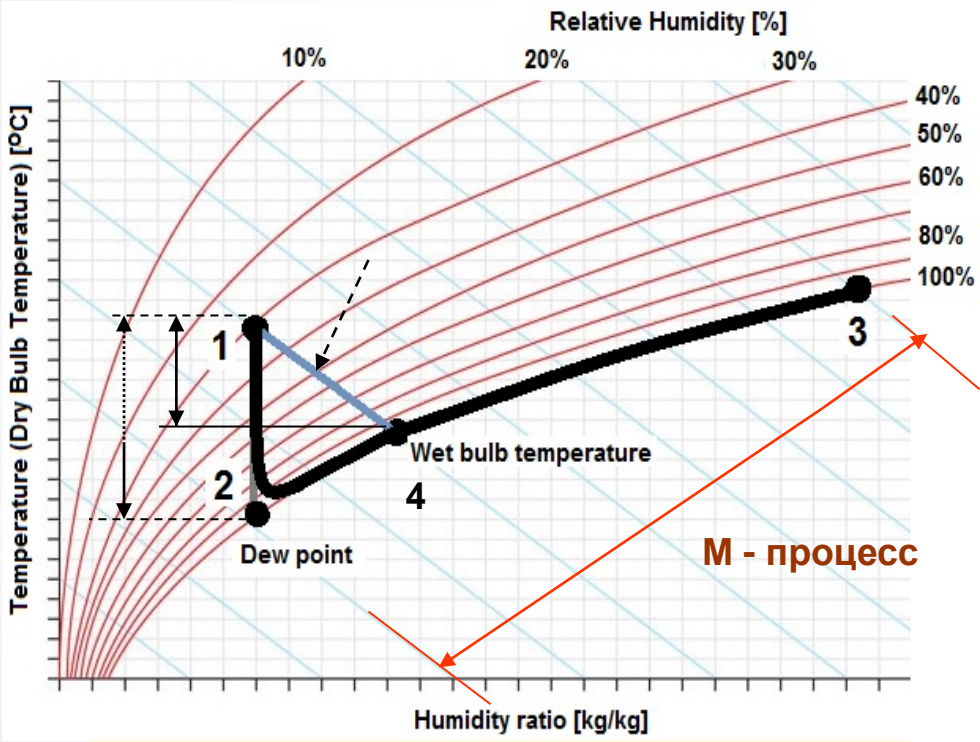 Relative Humidity [%]
10%
20%
30%
40%
50%
60%
80%
100%
Temperature (Dry Bulb Temperature) [ºC]
1
2
3
Wet bulb temperature
4
Dew point
М - процесс
Humidity ratio [kg/kg]